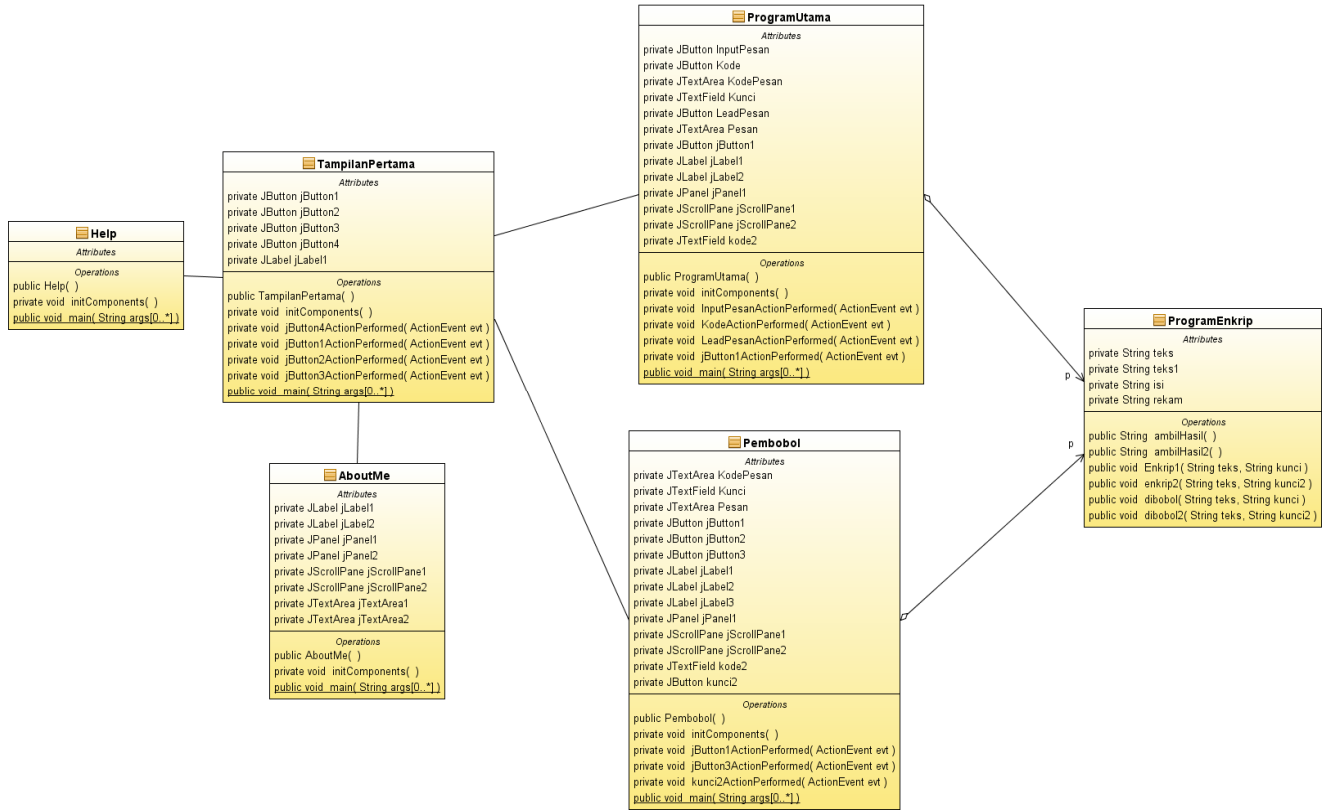 ProgramUtama
Attributes
private JButton InputPesan
private JButton Kode
private JTextArea KodePesan
private JTextField Kunci
private JButton LeadPesan
private JTextArea Pesan
private JButton jButton1
private JLabel jLabel1
private JLabel jLabel2
private JPanel jPanel1
private JScrollPane jScrollPane1
private JScrollPane jScrollPane2
private JTextField kode2
Operations
public ProgramUtama( )
private void initComponents( )
private void InputPesanActionPerformed( ActionEvent evt )
private void KodeActionPerformed( ActionEvent evt )
private void LeadPesanActionPerformed( ActionEvent evt )
private void jButton1ActionPerformed( ActionEvent evt )
public void main( String args[0..*] )
TampilanPertama
Attributes
private JButton jButton1
private JButton jButton2
private JButton jButton3
private JButton jButton4
private JLabel jLabel1
Operations
public TampilanPertama( )
private void initComponents( )
private void jButton4ActionPerformed( ActionEvent evt )
private void jButton1ActionPerformed( ActionEvent evt )
private void jButton2ActionPerformed( ActionEvent evt )
private void jButton3ActionPerformed( ActionEvent evt )
public void main( String args[0..*] )
Help
Attributes
Operations
public Help( )
private void initComponents( )
public void main( String args[0..*] )
AboutMe
Attributes
private JLabel jLabel1
private JLabel jLabel2
private JPanel jPanel1
private JPanel jPanel2
private JScrollPane jScrollPane1
private JScrollPane jScrollPane2
private JTextArea jTextArea1
private JTextArea jTextArea2
Operations
public AboutMe( )
private void initComponents( )
public void main( String args[0..*] )
Pembobol
Attributes
private JTextArea KodePesan
private JTextField Kunci
private JTextArea Pesan
private JButton jButton1
private JButton jButton2
private JButton jButton3
private JLabel jLabel1
private JLabel jLabel2
private JLabel jLabel3
private JPanel jPanel1
private JScrollPane jScrollPane1
private JScrollPane jScrollPane2
private JTextField kode2
private JButton kunci2
Operations
public Pembobol( )
private void initComponents( )
private void jButton1ActionPerformed( ActionEvent evt )
private void jButton3ActionPerformed( ActionEvent evt )
private void kunci2ActionPerformed( ActionEvent evt )
public void main( String args[0..*] )
p
p
ProgramEnkrip
Attributes
private String teks
private String teks1
private String isi
private String rekam
Operations
public String ambilHasil( )
public String ambilHasil2( )
public void Enkrip1( String teks, String kunci )
public void enkrip2( String teks, String kunci2 )
public void dibobol( String teks, String kunci )
public void dibobol2( String teks, String kunci2 )